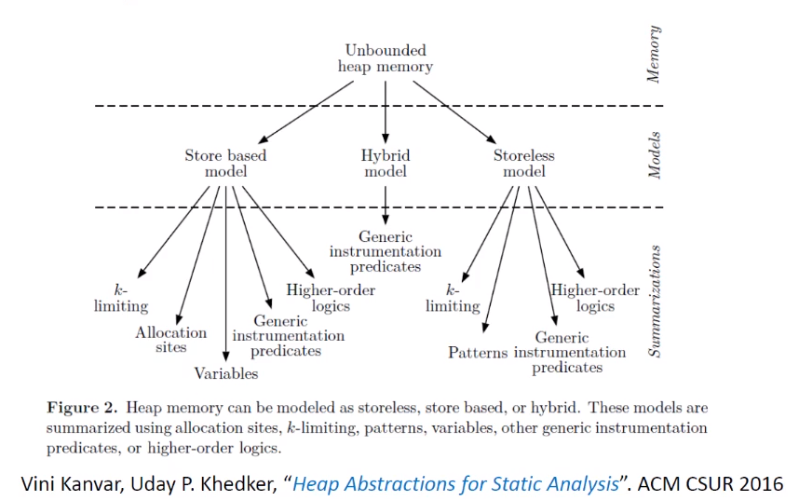 Unbounded
heap memory
Memory
Store based
model
Hybrid
model
Storeless
model
Models
Generic
instrumentation
predicates
k-
limiting
Allocation
sites
Variables
Generic
instrumentation
predicates
Higher-order
logics
k-
limiting
Patterns
Generic
instrumentation
predicates
Higher-order
logics
Summarizations
Figure 2. Heap memory can be modeled as storeless, store based, or hybrid. These models are
summarized using allocation sites, k-limiting, patterns, variables, other generic instrumentation
predicates, or higher-order logics.
Vini Kanvar, Uday P. Khedker, “Heap Abstractions for Static Analysis”. ACM CSUR 2016